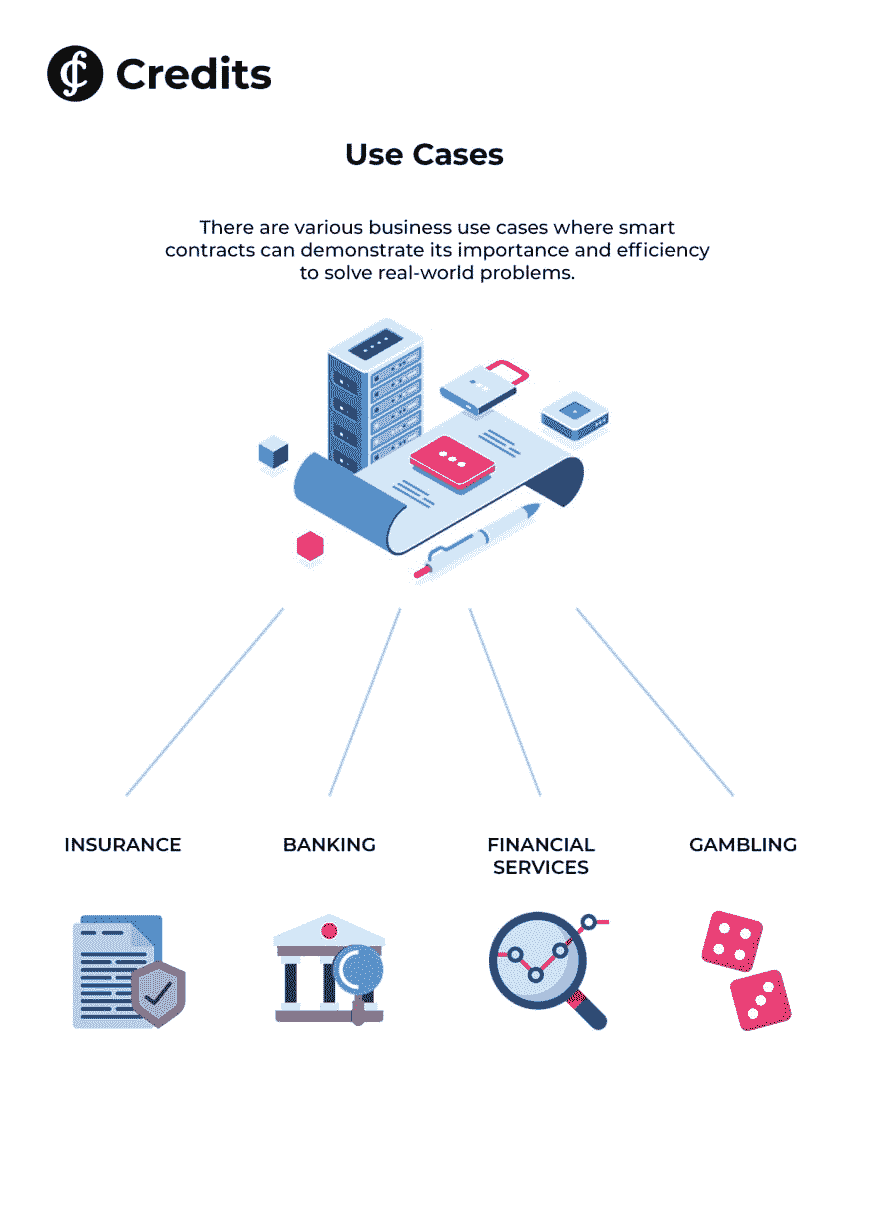 Credits
Use Cases
There are various business use cases where smart
contracts can demonstrate its importance and efficiency
to solve real-world problems.
INSURANCE
BANKING
FINANCIAL
SERVICES
GAMBLING